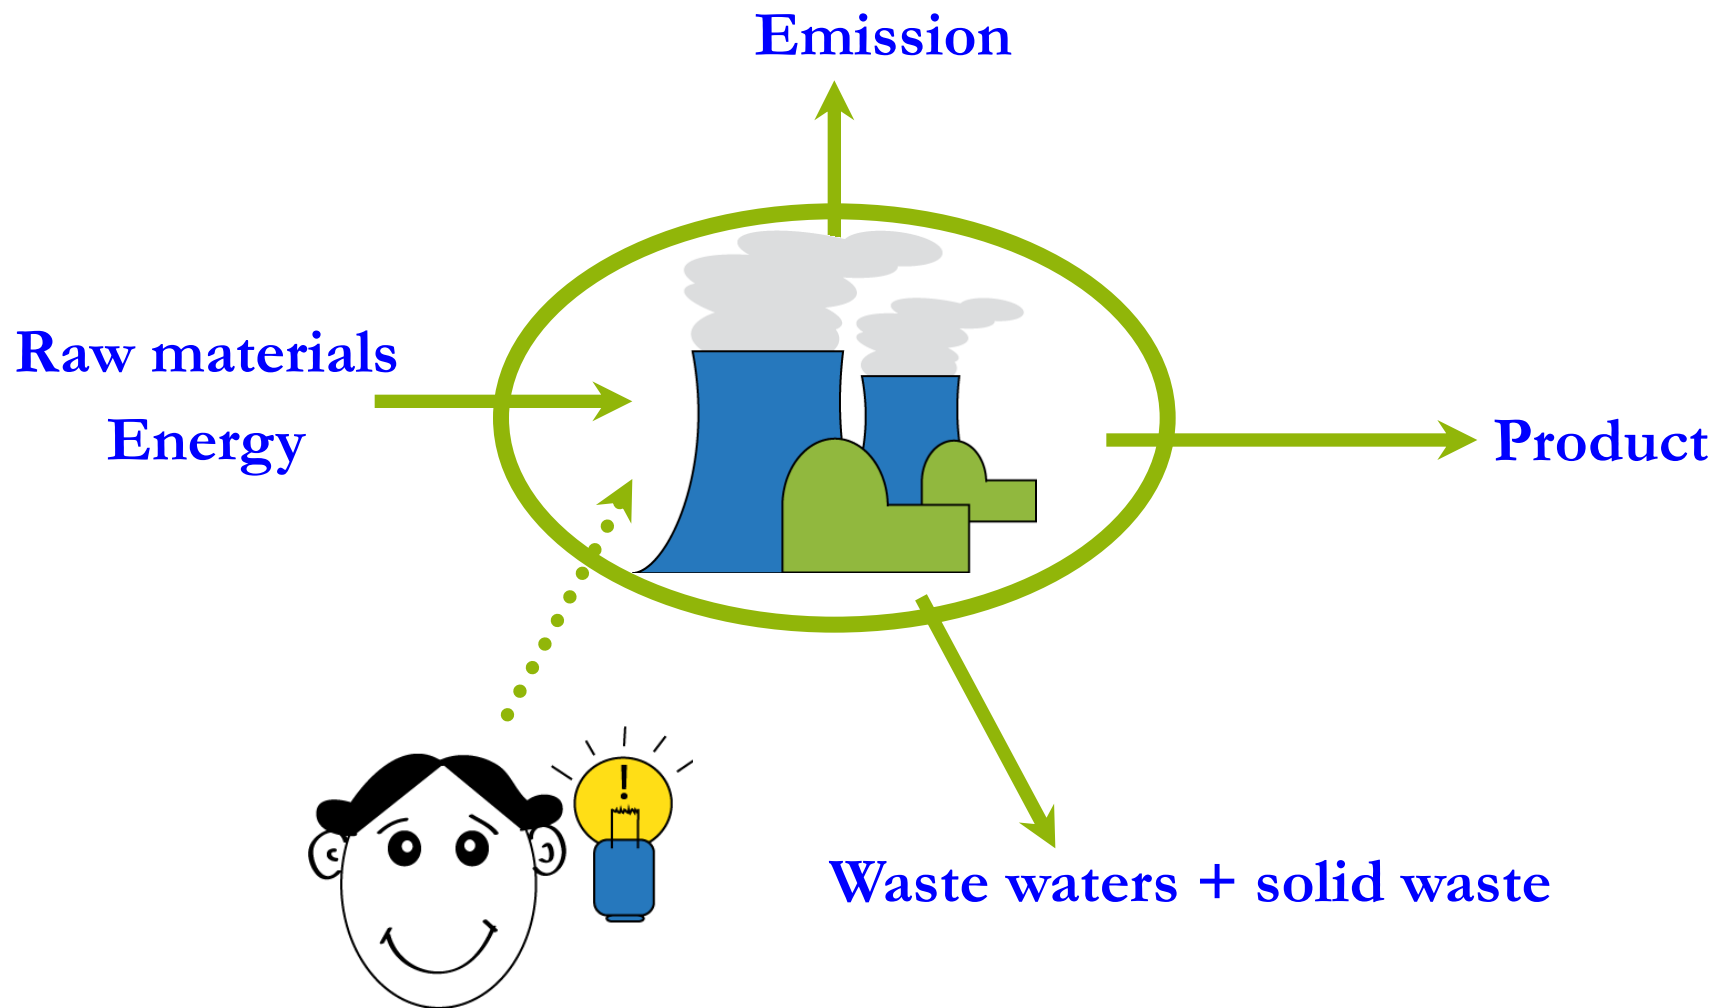 Emission
Raw materials
Energy
Product
!
Waste waters + solid waste